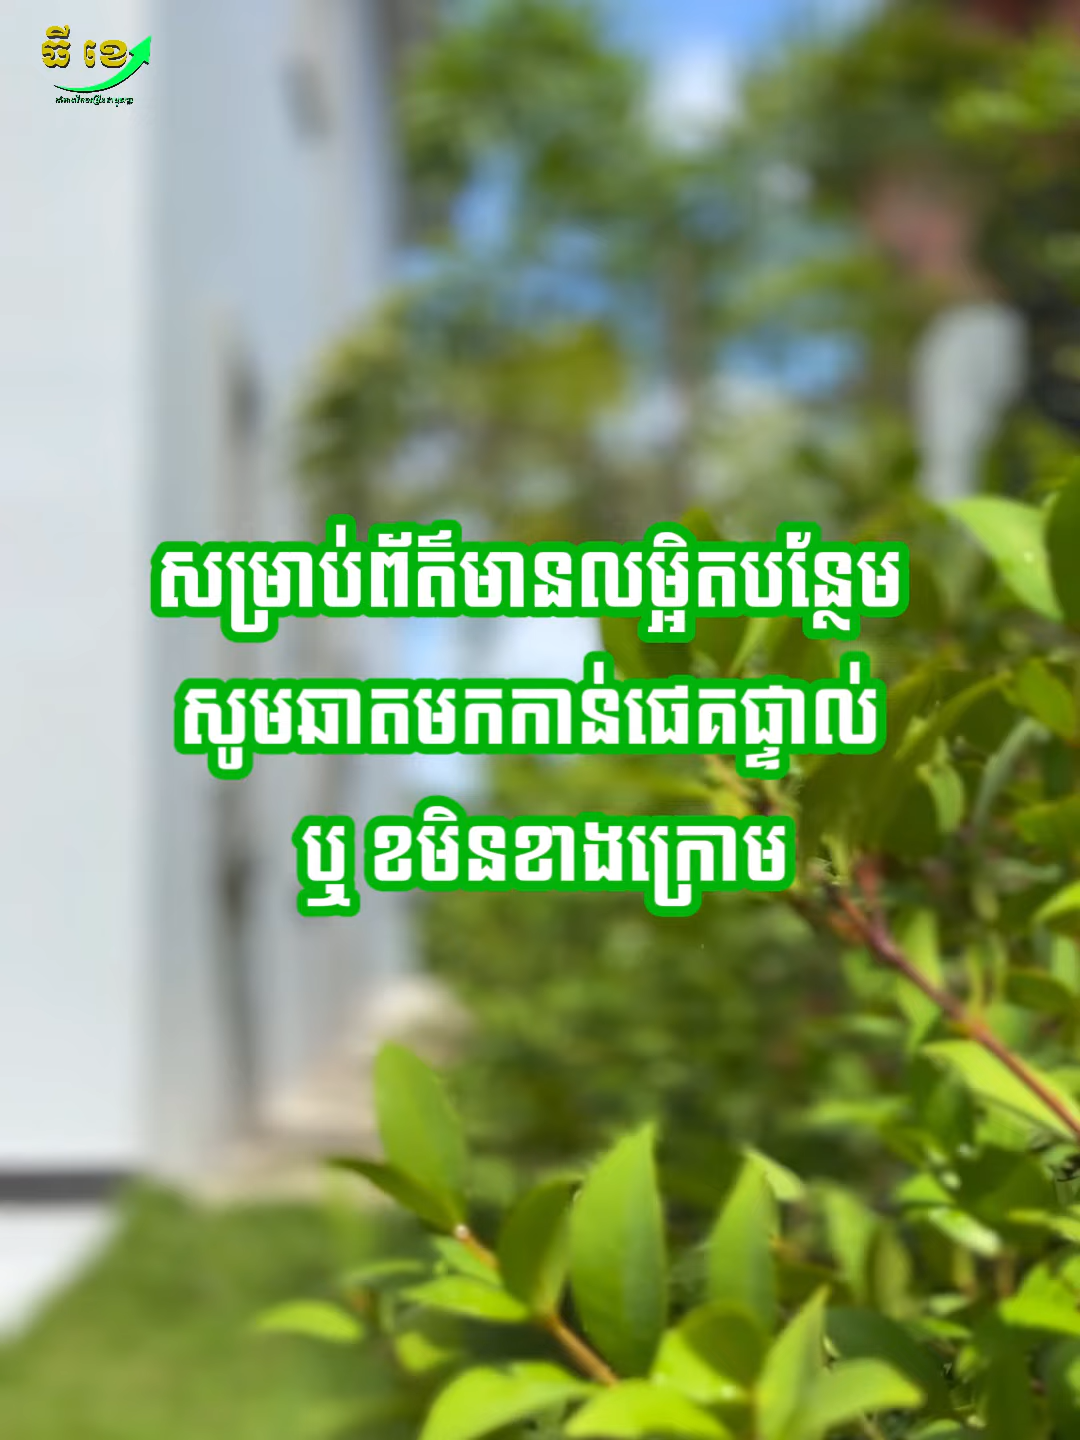 ធី ខេ
សម្រាប់ព័ត៌មានលម្អិតបន្ថែម
សូមឆាតមកកាន់ផេគផ្ទាល់
ឬ ខមិនខាងក្រោម